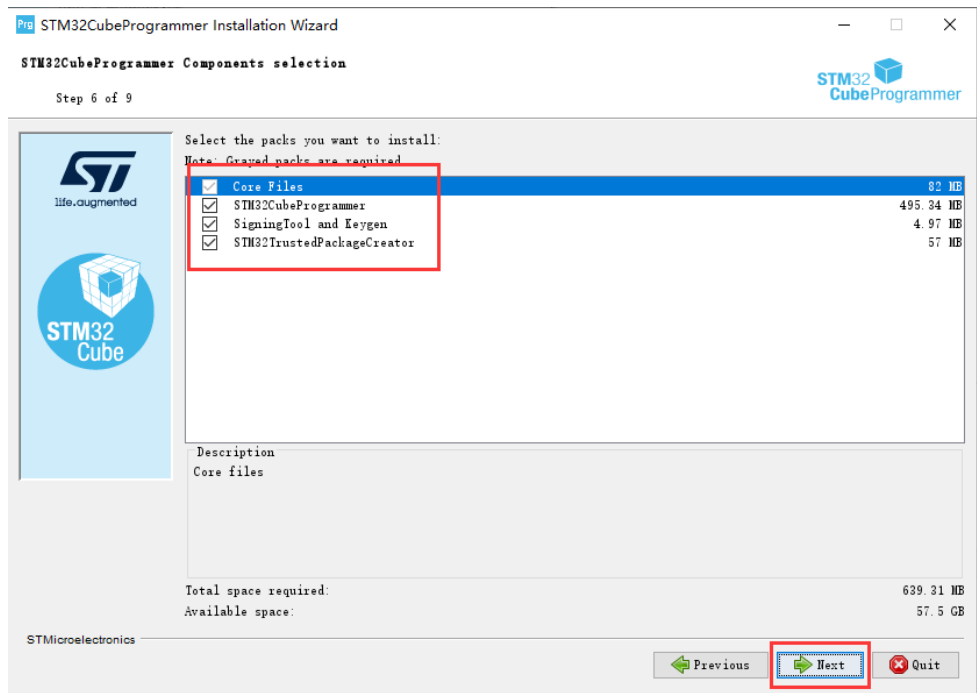 Prg STM32CubeProgrammer Installation Wizard
STM32CubeProgrammer Components selection
Step 6 of 9
STM32
CubeProgrammer
ST
life.augmented
STM32
Cube
Select the packs you want to install:
Note: Grayed packs are required.
Core Files 82 MB
STM32CubeProgrammer 495.34 MB
SigningTool and Keygen 4.97 MB
STM32TrustedPackageCreator 57 MB
Description
Core files
Total space required: 639.31 MB
Available space: 57.5 GB
STMicroelectronics
Previous Next Quit